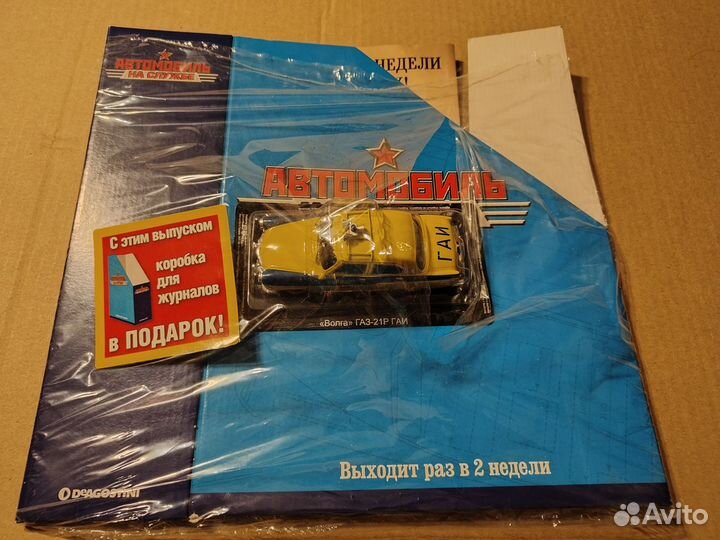 АВТОМОБИЛЬ
НА СЛУЖБЕ
НЕДЕЛИ
АВТОМОБИЛЬ
С этим выпуском
коробка
для
журналов
в ПОДАРОК!
ГАИ
«Волга» ГАЗ-21Р ГАИ
Выходит раз в 2 недели
DEAGOSTINI
Avito